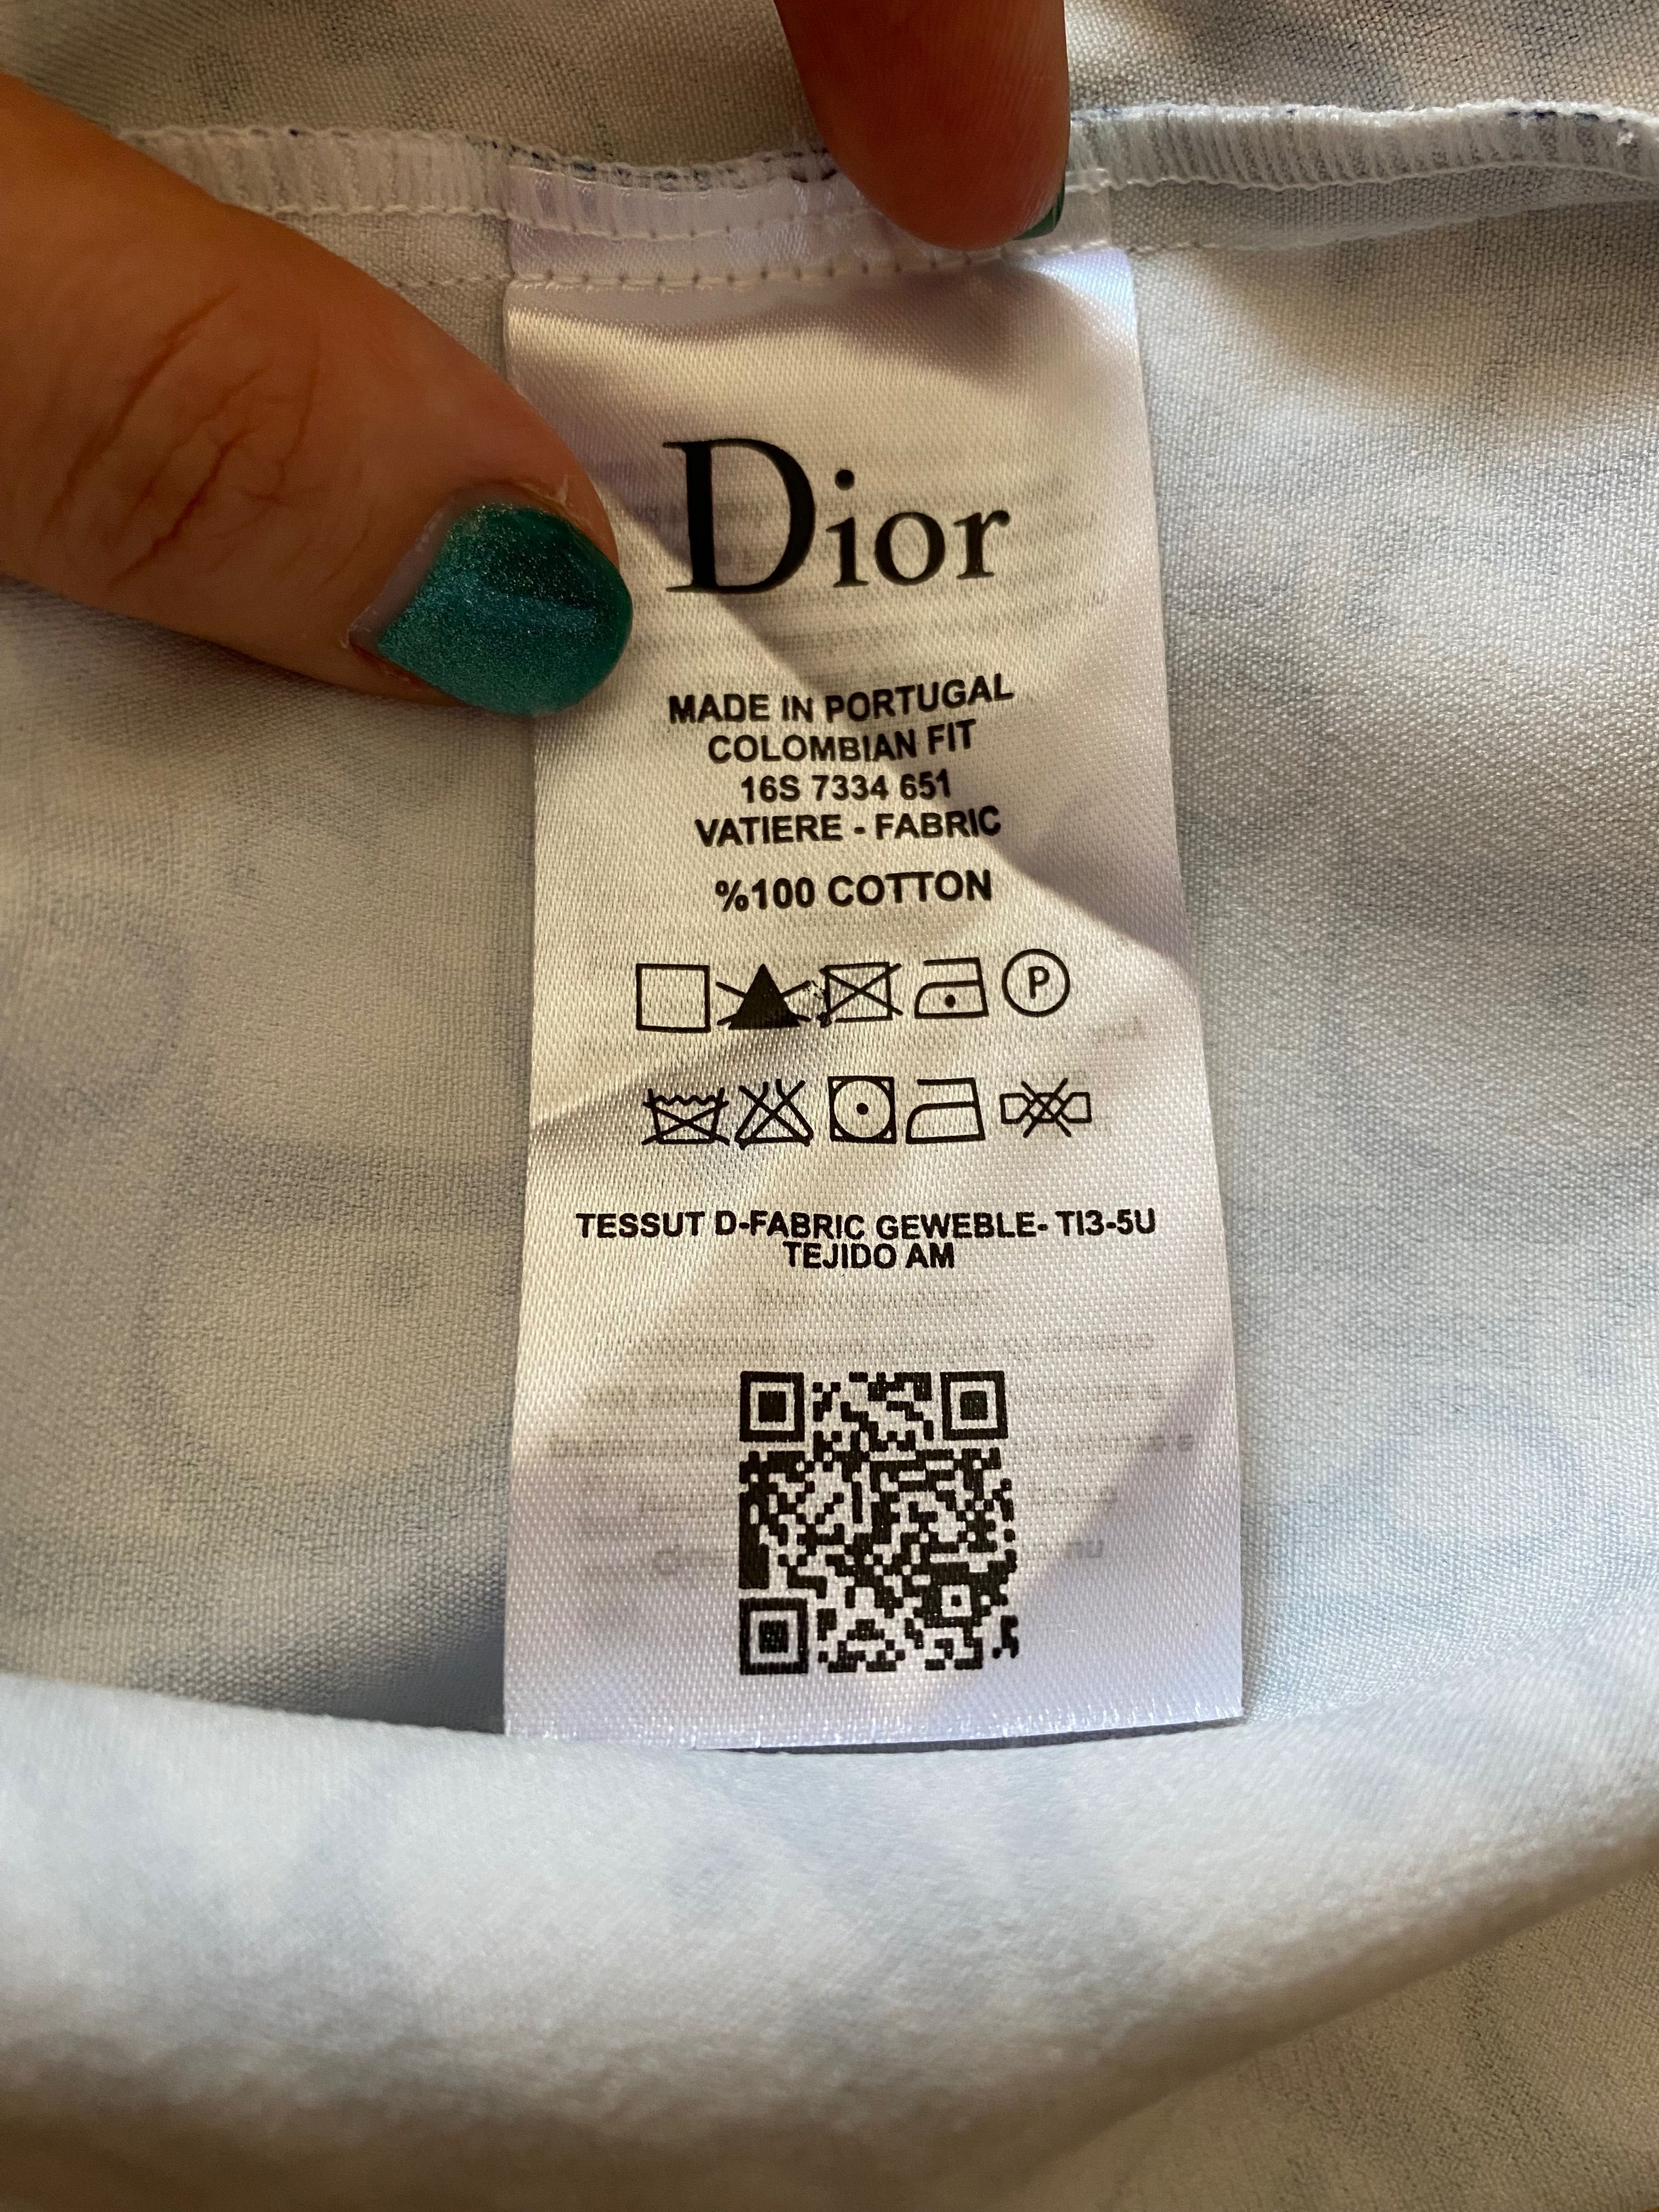 Dior
MADE IN PORTUGAL
COLOMBIAN FIT
16S 7334 651
VATIERE - FABRIC
%100 COTTON
P
TESSUT D-FABRIC GEWEBLE- TI3-5U
TEJIDO AM